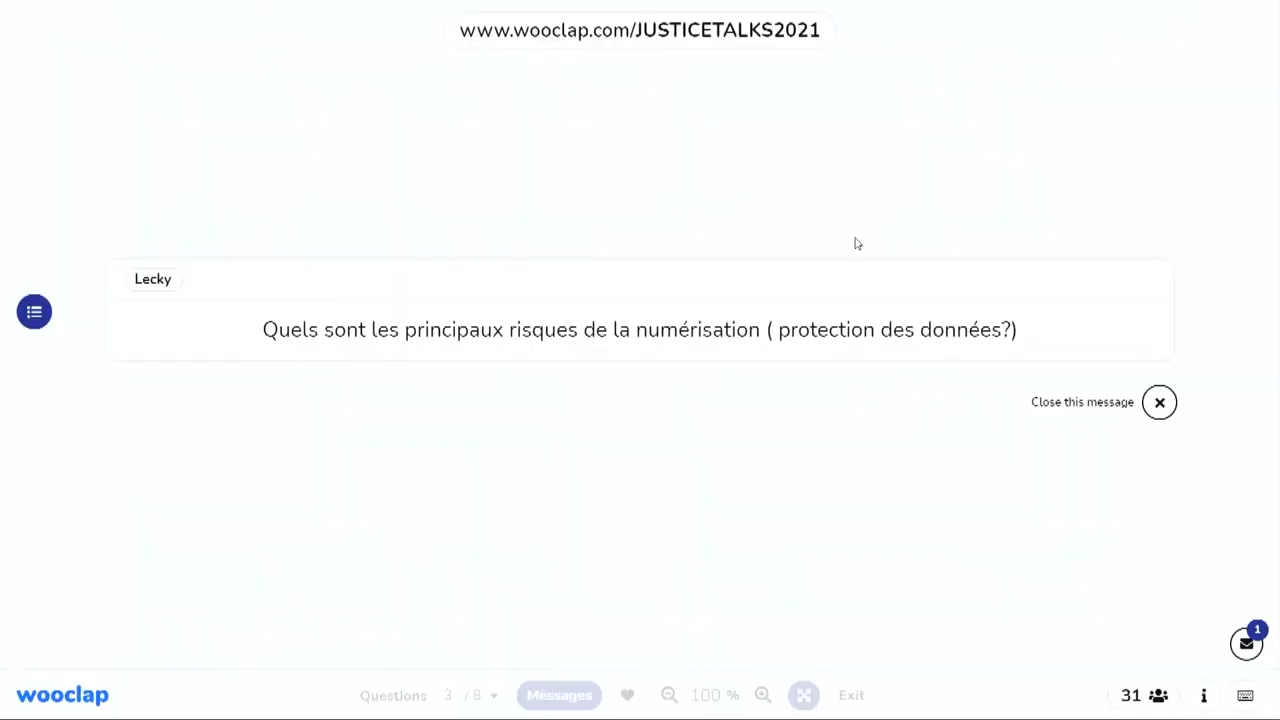 www.wooclap.com/JUSTICETALKS2021
Lecky
Quels sont les principaux risques de la numérisation ( protection des données?)
Close this message
1
wooclap
Questions 3 / 8 Messages 100 % Exit 31